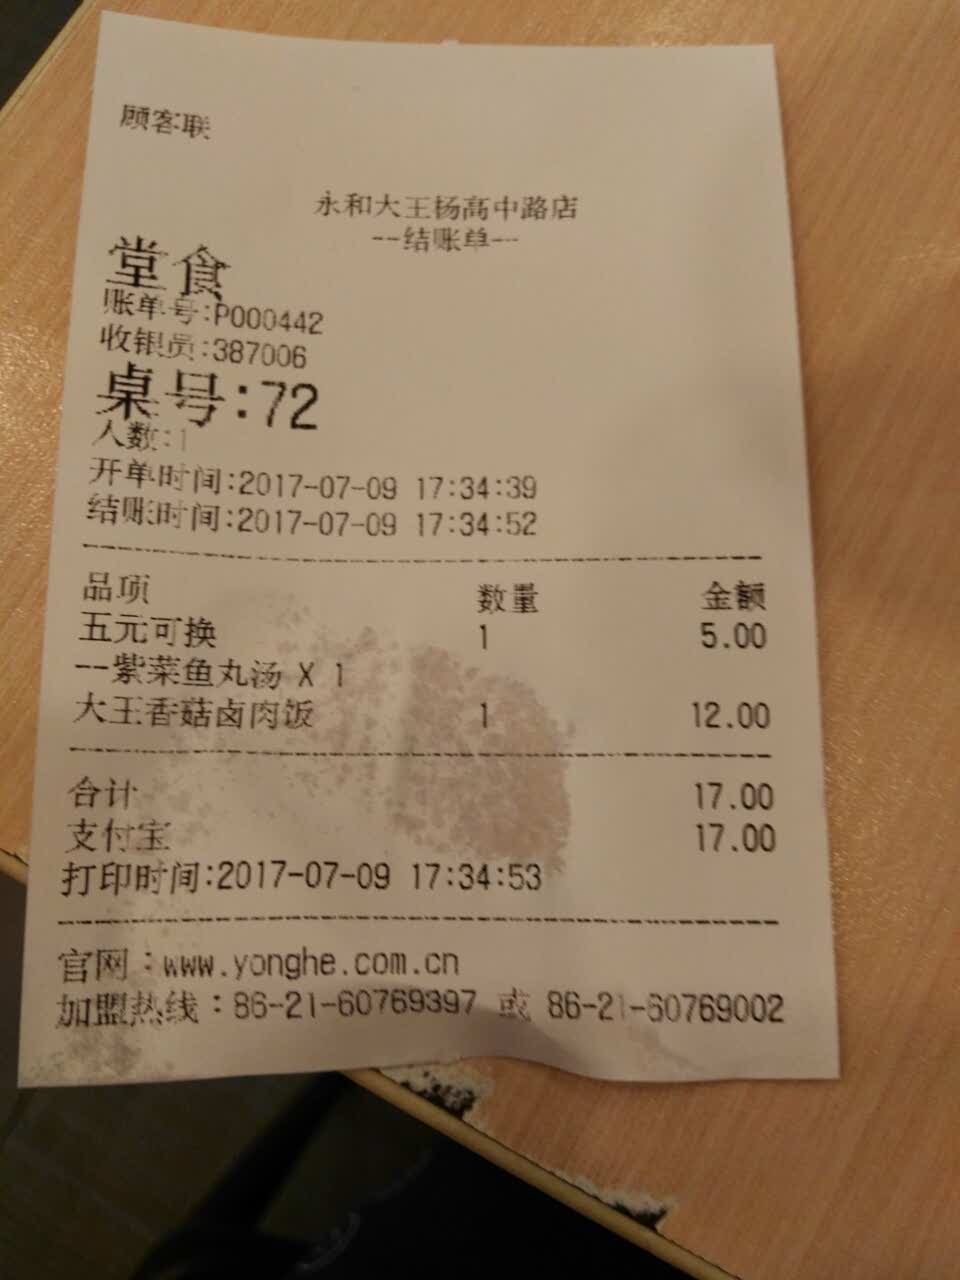 顾客联
永和大王杨高中路店
--结账单--
堂食
账单号:P000442
收银员:387006
桌号:72
人数:1
开单时间:2017-07-09 17:34:39
结账时间:2017-07-09 17:34:52
品项 数量 金额
五元可换 1 5.00
--紫菜鱼丸汤 X 1
大王香菇卤肉饭 1 12.00
合计 17.00
支付宝 17.00
打印时间:2017-07-09 17:34:53
官网：www.yonghe.com.cn
加盟热线：86-21-60769397 或 86-21-60769002